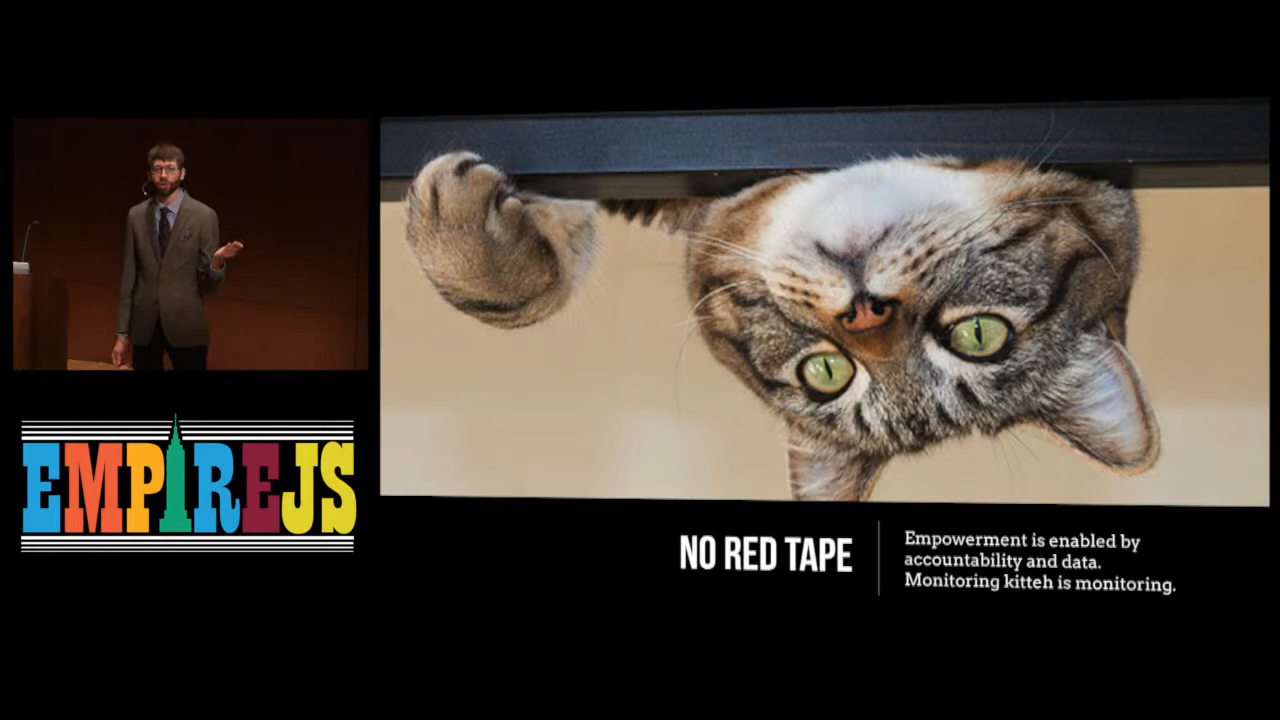 EMPIREJS
NO RED TAPE
Empowerment is enabled by
accountability and data.
Monitoring kitteh is monitoring.